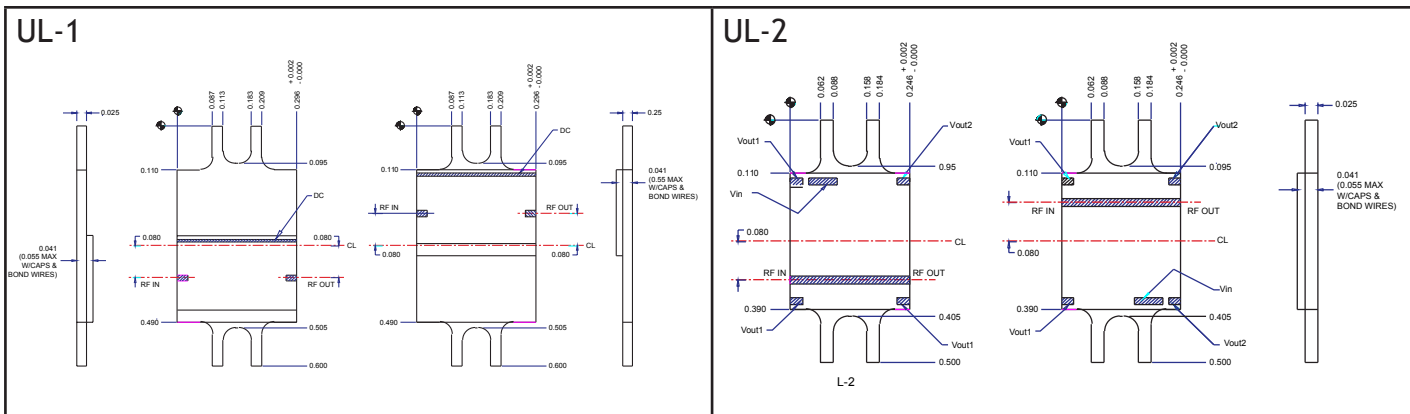 UL-1
0.025
0.087
0.113
0.183
0.209
0.296
+ 0.002
- 0.000
0.110
0.095
DC
0.080
0.080
CL
0.041
(0.055 MAX
W/CAPS &
BOND WIRES)
RF IN
RF OUT
0.490
0.505
0.600
0.087
0.113
0.183
0.209
0.296
+0.002
-0.000
DC
0.25
0.110
0.095
0.041
(0.55 MAX
W/CAPS &
BOND WIRES)
RF IN
RF OUT
CL
0.080
0.080
0.490
0.505
0.600
UL-2
0.062
0.088
0.158
0.184
0.246
+ 0.002
- 0.000
Vout1
Vout2
0.110
0.95
Vin
0.080
CL
RF IN
RF OUT
0.390
0.405
Vout1
Vout1
0.500
L-2
0.062
0.088
0.158
0.184
0.246
+ 0.002
- 0.000
0.025
Vout1
Vout2
0.110
0.095
0.041
(0.055 MAX
W/CAPS &
BOND WIRES)
RF IN
RF OUT
CL
0.080
Vin
0.390
0.405
Vout1
Vout2
0.500